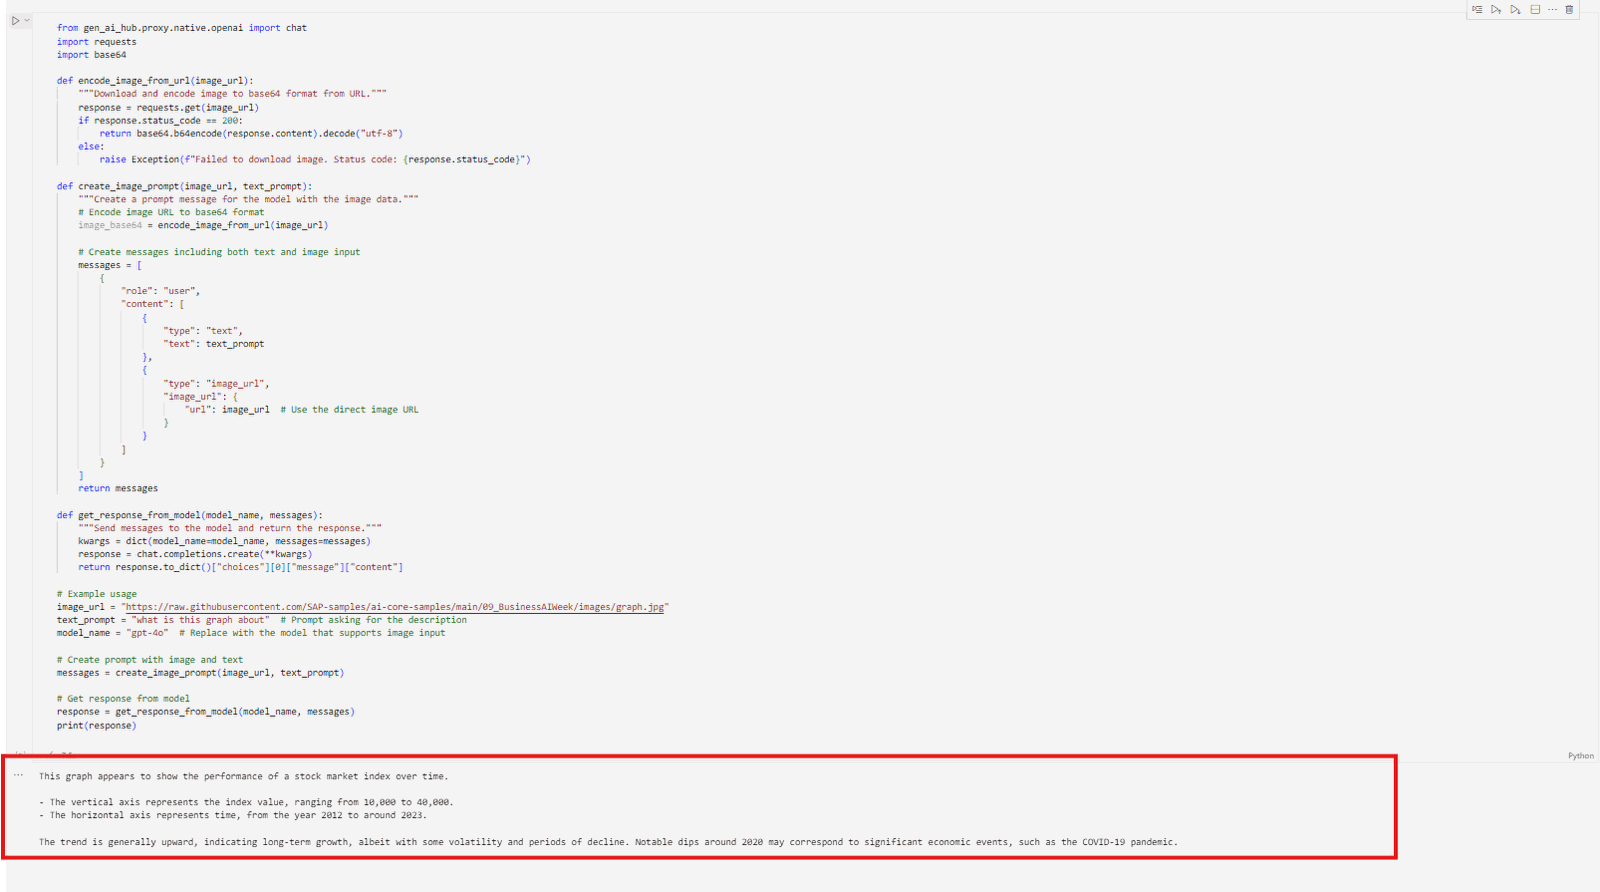 from gen_ai_hub.proxy.native.openai import chat
import requests
import base64
def encode_image_from_url(image_url):
"""Download and encode image to base64 format from URL."""
response = requests.get(image_url)
if response.status_code == 200:
return base64.b64encode(response.content).decode("utf-8")
else:
raise Exception(f"Failed to download image. Status code: {response.status_code}")
def create_image_prompt(image_url, text_prompt):
"""Create a prompt message for the model with the image data."""
# Encode image URL to base64 format
image_base64 = encode_image_from_url(image_url)
# Create messages including both text and image input
messages = [
{
"role": "user",
"content": [
{
"type": "text",
"text": text_prompt
},
{
"type": "image_url",
"image_url": {
"url": image_url  # Use the direct image URL
}
}
]
}
]
return messages
def get_response_from_model(model_name, messages):
"""Send messages to the model and return the response."""
kwargs = dict(model_name=model_name, messages=messages)
response = chat.completions.create(**kwargs)
return response.to_dict()["choices"][0]["message"]["content"]
# Example usage
image_url = "https://raw.githubusercontent.com/SAP-samples/ai-core-samples/main/09_BusinessAIWeek/images/graph.jpg"
text_prompt = "what is this graph about"  # Prompt asking for the description
model_name = "gpt-4o"  # Replace with the model that supports image input
# Create prompt with image and text
messages = create_image_prompt(image_url, text_prompt)
# Get response from model
response = get_response_from_model(model_name, messages)
print(response)
Python
This graph appears to show the performance of a stock market index over time.
- The vertical axis represents the index value, ranging from 10,000 to 40,000.
- The horizontal axis represents time, from the year 2012 to around 2023.
The trend is generally upward, indicating long-term growth, albeit with some volatility and periods of decline. Notable dips around 2020 may correspond to significant economic events, such as the COVID-19 pandemic.